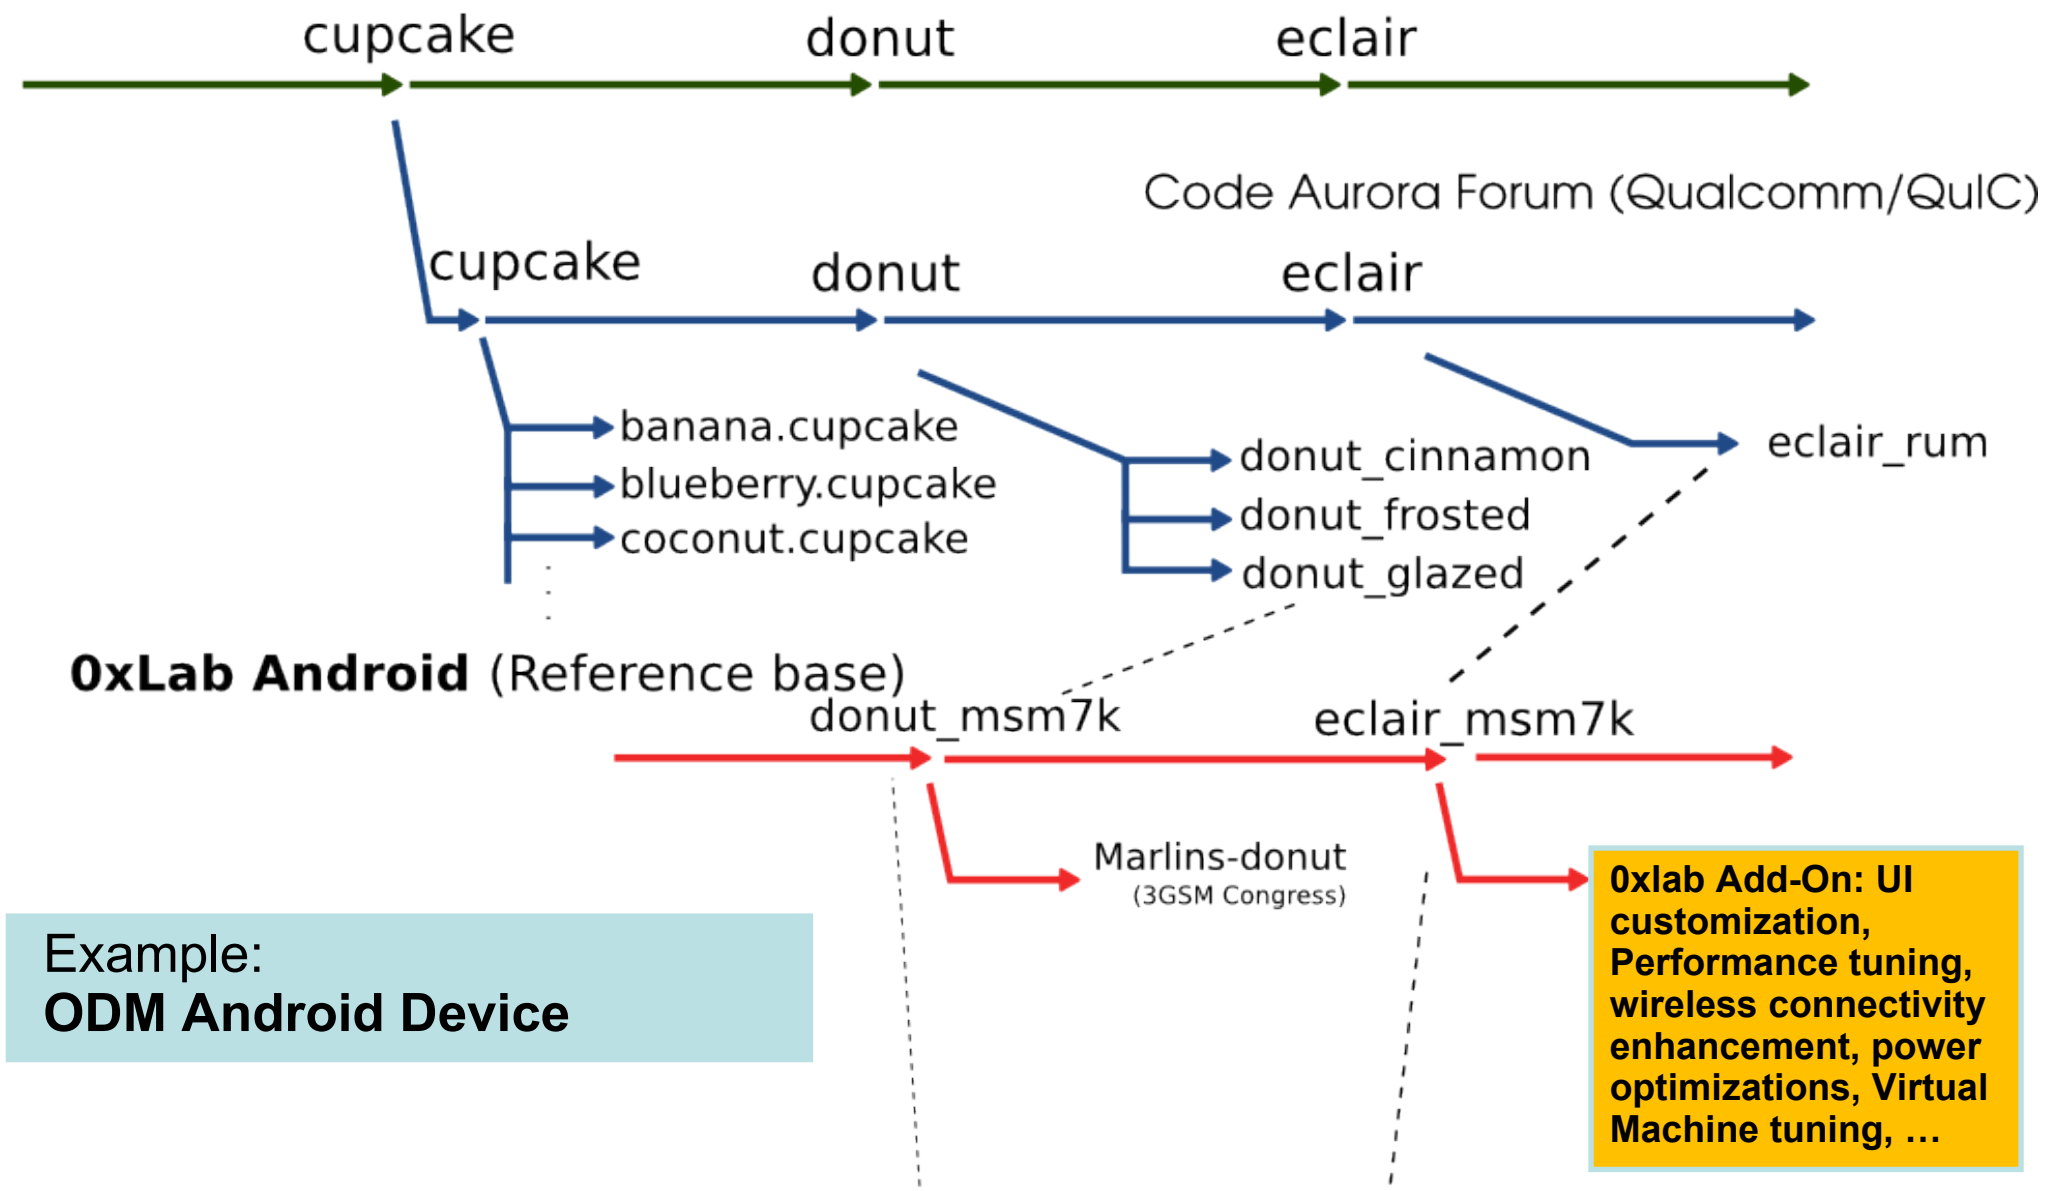 cupcake donut eclair
Code Aurora Forum (Qualcomm/QuIC)
cupcake donut eclair
banana.cupcake
blueberry.cupcake
coconut.cupcake
donut_cinnamon
donut_frosted
donut_glazed
eclair_rum
0xLab Android (Reference base)
donut_msm7k eclair_msm7k
Marlins-donut
(3GSM Congress)
0xlab Add-On: UI
customization,
Performance tuning,
wireless connectivity
enhancement, power
optimizations, Virtual
Machine tuning, …
Example:
ODM Android Device